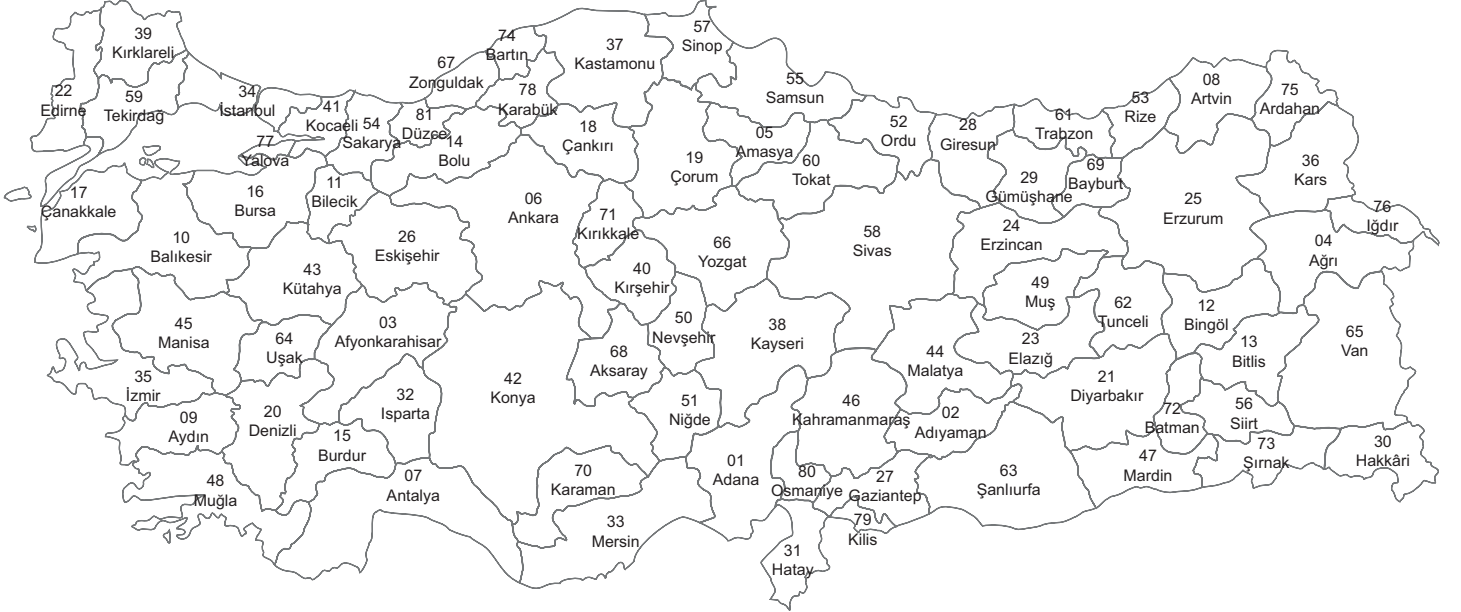 39
Kırklareli
22
Edirne
59
Tekirdağ
34
İstanbul
41
Kocaeli
77
Yalova
54
Sakarya
81
Düzce
14
Bolu
67
Zonguldak
74
Bartın
78
Karabük
37
Kastamonu
57
Sinop
55
Samsun
18
Çankırı
19
Çorum
05
Amasya
60
Tokat
52
Ordu
28
Giresun
61
Trabzon
53
Rize
08
Artvin
75
Ardahan
36
Kars
76
Iğdır
04
Ağrı
25
Erzurum
69
Bayburt
29
Gümüşhane
24
Erzincan
58
Sivas
66
Yozgat
71
Kırıkkale
40
Kırşehir
06
Ankara
26
Eskişehir
11
Bilecik
16
Bursa
17
Çanakkale
10
Balıkesir
43
Kütahya
45
Manisa
64
Uşak
03
Afyonkarahisar
35
İzmir
09
Aydın
20
Denizli
48
Muğla
15
Burdur
32
Isparta
07
Antalya
42
Konya
70
Karaman
33
Mersin
68
Aksaray
50
Nevşehir
51
Niğde
38
Kayseri
01
Adana
80
Osmaniye
31
Hatay
46
Kahramanmaraş
27
Gaziantep
79
Kilis
02
Adıyaman
44
Malatya
23
Elazığ
49
Muş
62
Tunceli
12
Bingöl
13
Bitlis
65
Van
21
Diyarbakır
63
Şanlıurfa
47
Mardin
72
Batman
56
Siirt
73
Şırnak
30
Hakkâri